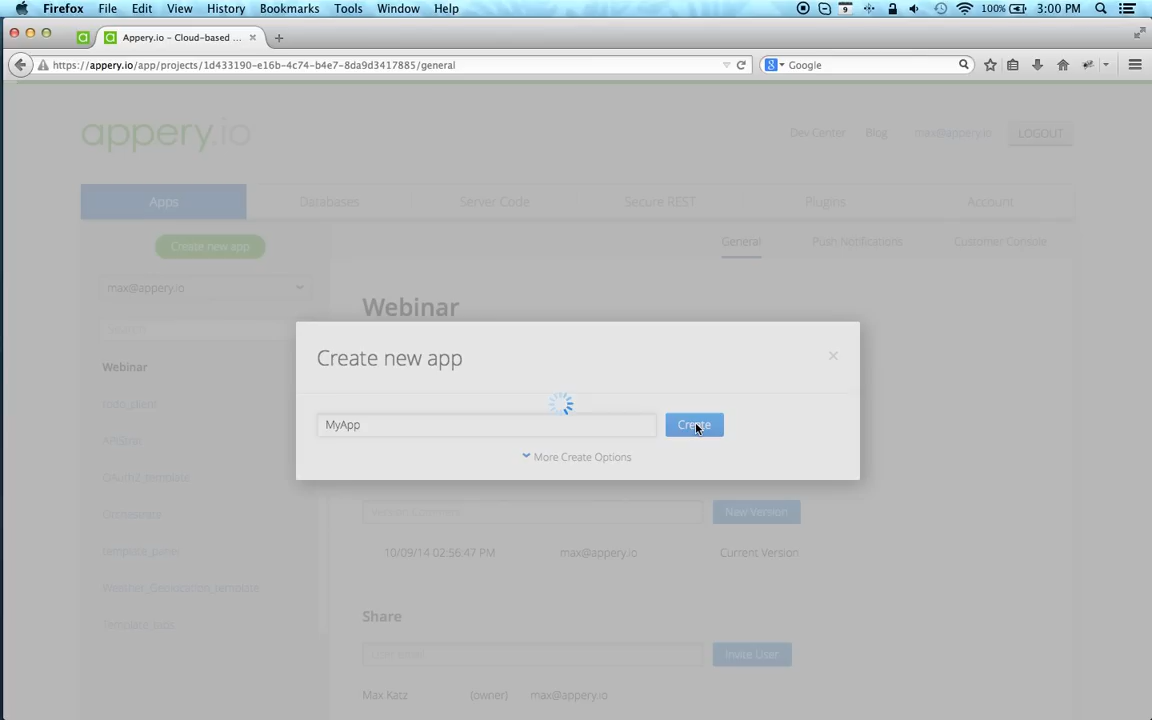 Firefox File Edit View History Bookmarks Tools Window Help
9 100% 3:00 PM
Appery.io – Cloud-based ...
https://appery.io/app/projects/1d433190-e16b-4c74-b4e7-8da9d3417885/general
Google
appery.io
Dev Center Blog max@appery.io LOGOUT
Apps Databases Server Code Secure REST Plugins Account
Create new app
General Push Notifications Customer Console
max@appery.io
Webinar
Webinar
Create new app
MyApp
Create
More Create Options
New Version
10/09/14 02:56:47 PM max@appery.io Current Version
Share
Invite User
Max Katz (owner) max@appery.io